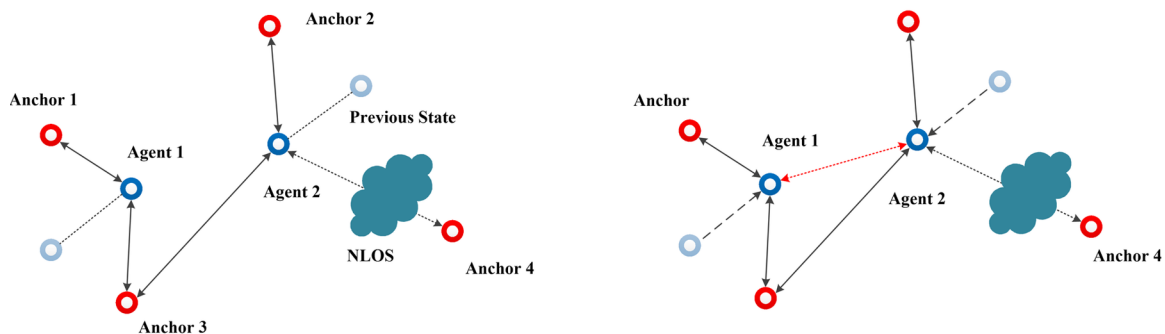 Anchor 2
Anchor 1
Previous State
Agent 1
Agent 2
NLOS
Anchor 4
Anchor 3
Anchor
Agent 1
Agent 2
Anchor 4